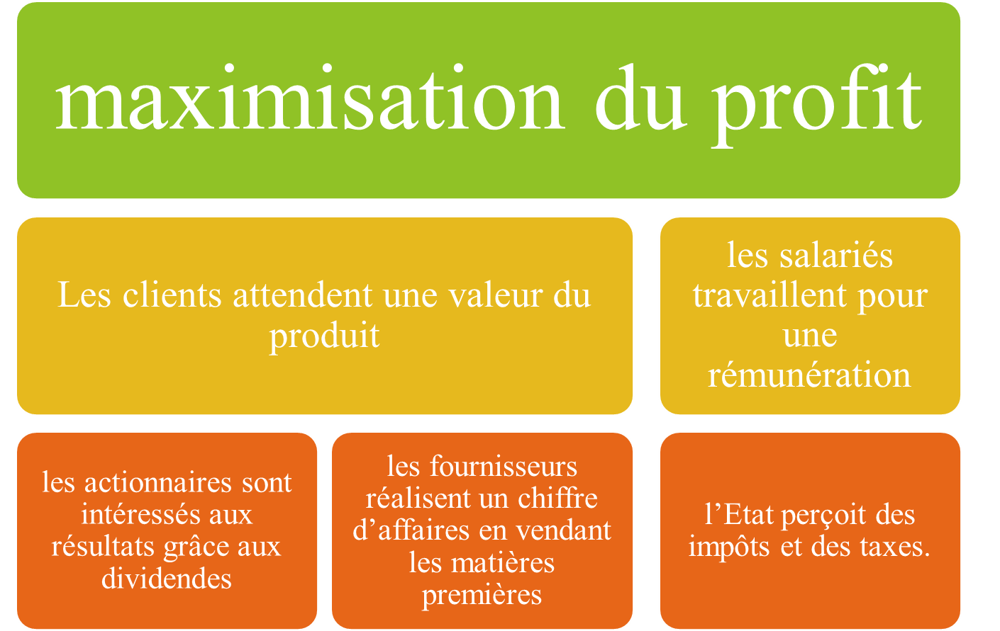 maximisation du profit
Les clients attendent une valeur du
produit
les salariés
travaillent pour
une
rémunération
les actionnaires sont
intéressés aux
résultats grâce aux
dividendes
les fournisseurs
réalisent un chiffre
d’affaires en vendant
les matières
premières
l’Etat perçoit des
impôts et des taxes.